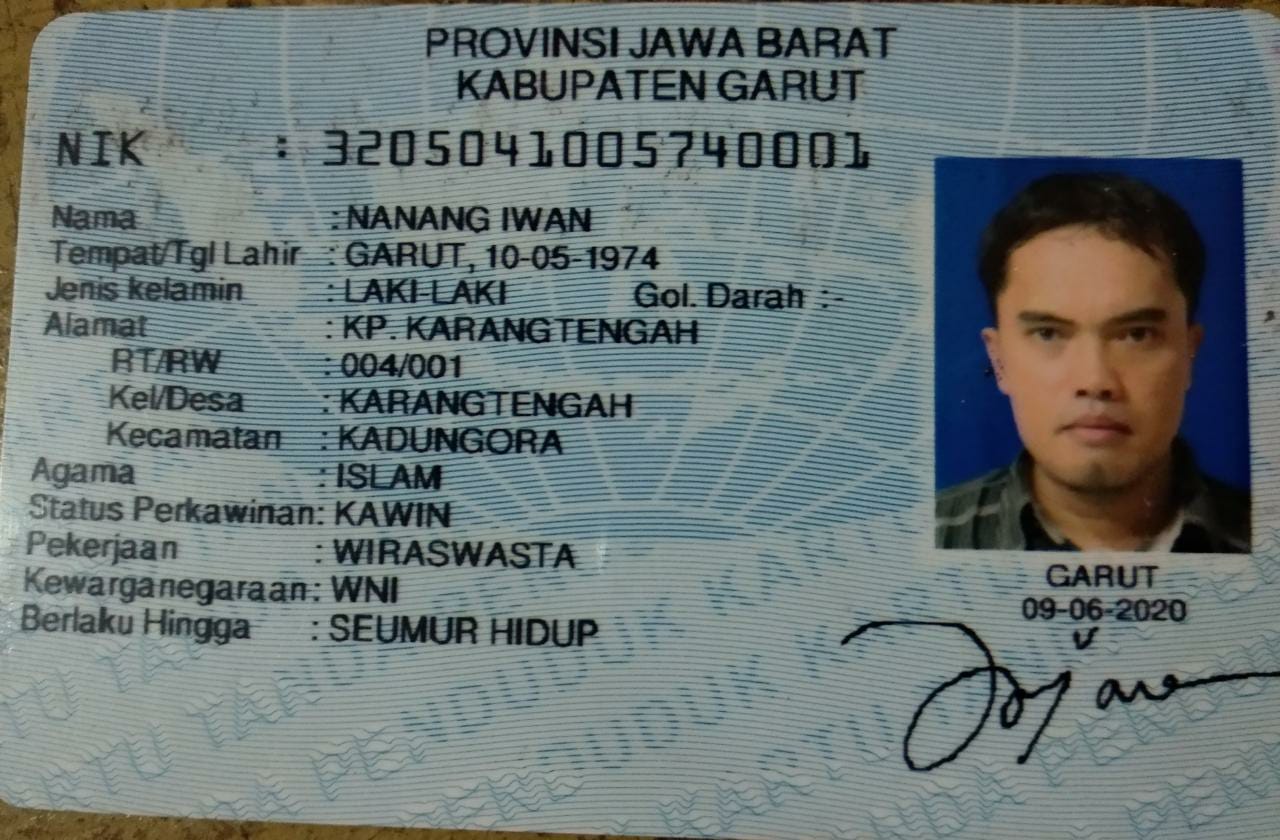 PROVINSI JAWA BARAT
KABUPATEN GARUT
NIK : 3205041005740001
Nama : NANANG IWAN
Tempat/Tgl Lahir : GARUT, 10-05-1974
Jenis kelamin : LAKI-LAKI Gol. Darah : -
Alamat : KP. KARANGTENGAH
RT/RW : 004/001
Kel/Desa : KARANGTENGAH
Kecamatan : KADUNGORA
Agama : ISLAM
Status Perkawinan: KAWIN
Pekerjaan : WIRASWASTA
Kewarganegaraan: WNI
Berlaku Hingga : SEUMUR HIDUP
GARUT
09-06-2020